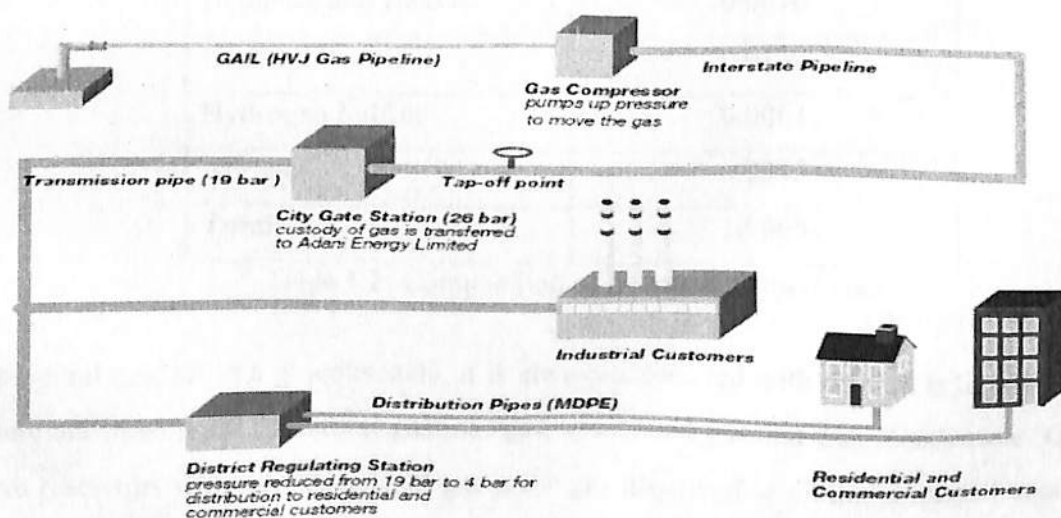 GAIL (HVJ Gas Pipeline)
Interstate Pipeline
Gas Compressor
pumps up pressure
to move the gas
Transmission pipe (19 bar )
Tap-off point
City Gate Station (26 bar)
custody of gas is transferred
to Adani Energy Limited
Industrial Customers
Distribution Pipes (MDPE)
District Regulating Station
pressure reduced from 19 bar to 4 bar for
distribution to residential and
commercial customers
Residential and
Commercial Customers